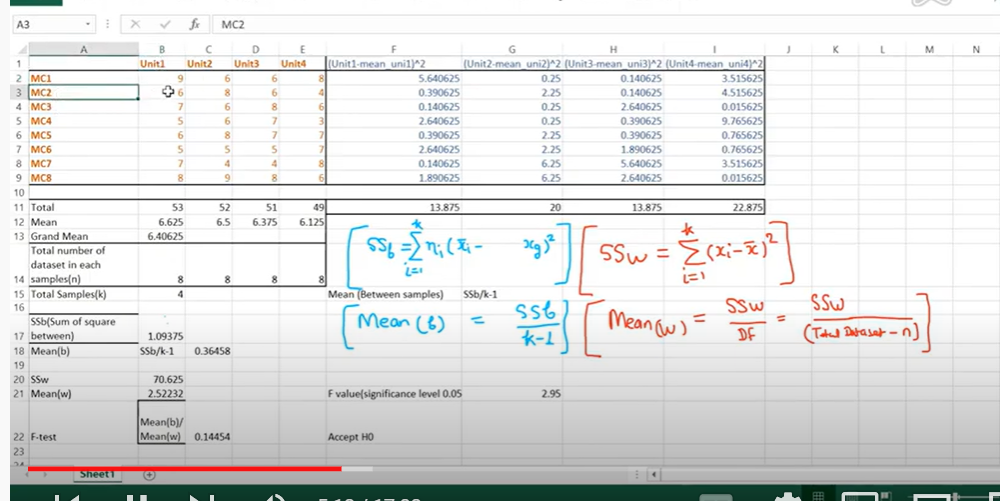 A3 fx MC2
A B C D E F G H I J K L M N
1 Unit1 Unit2 Unit3 Unit4 (Unit1-mean_uni1)^2 (Unit2-mean_uni2)^2 (Unit3-mean_uni3)^2 (Unit4-mean_uni4)^2
2 MC1 9 6 6 8 5.640625 0.25 0.140625 3.515625
3 MC2 6 8 6 4 0.390625 2.25 0.140625 4.515625
4 MC3 7 6 8 6 0.140625 0.25 2.640625 0.015625
5 MC4 5 6 7 3 2.640625 0.25 0.390625 9.765625
6 MC5 6 8 7 7 0.390625 2.25 0.390625 0.765625
7 MC6 5 5 5 7 2.640625 2.25 1.890625 0.765625
8 MC7 7 4 4 8 0.140625 6.25 5.640625 3.515625
9 MC8 8 9 8 6 1.890625 6.25 2.640625 0.015625
10
11 Total 53 52 51 49 13.875 20 13.875 22.875
12 Mean 6.625 6.5 6.375 6.125
13 Grand Mean 6.40625
Total number of
dataset in each
14 samples(n) 8 8 8 8
SSb = k∑i=1 ni (x̄i - xg)²
SSw = k∑i=1 (xi - x̄)²
15 Total Samples(k) 4 Mean (Between samples) SSb/k-1
16
SSb(Sum of square
17 between) 1.09375
Mean (b) = SSb / k-1
Mean(w) = SSw / DF = SSw / (Total Dataset - n)
18 Mean(b) SSb/k-1 0.36458
19
20 SSw 70.625
21 Mean(w) 2.52232 F value(significance level 0.05 2.95
Mean(b)/
22 F-test Mean(w) 0.14454 Accept H0
23
Sheet1